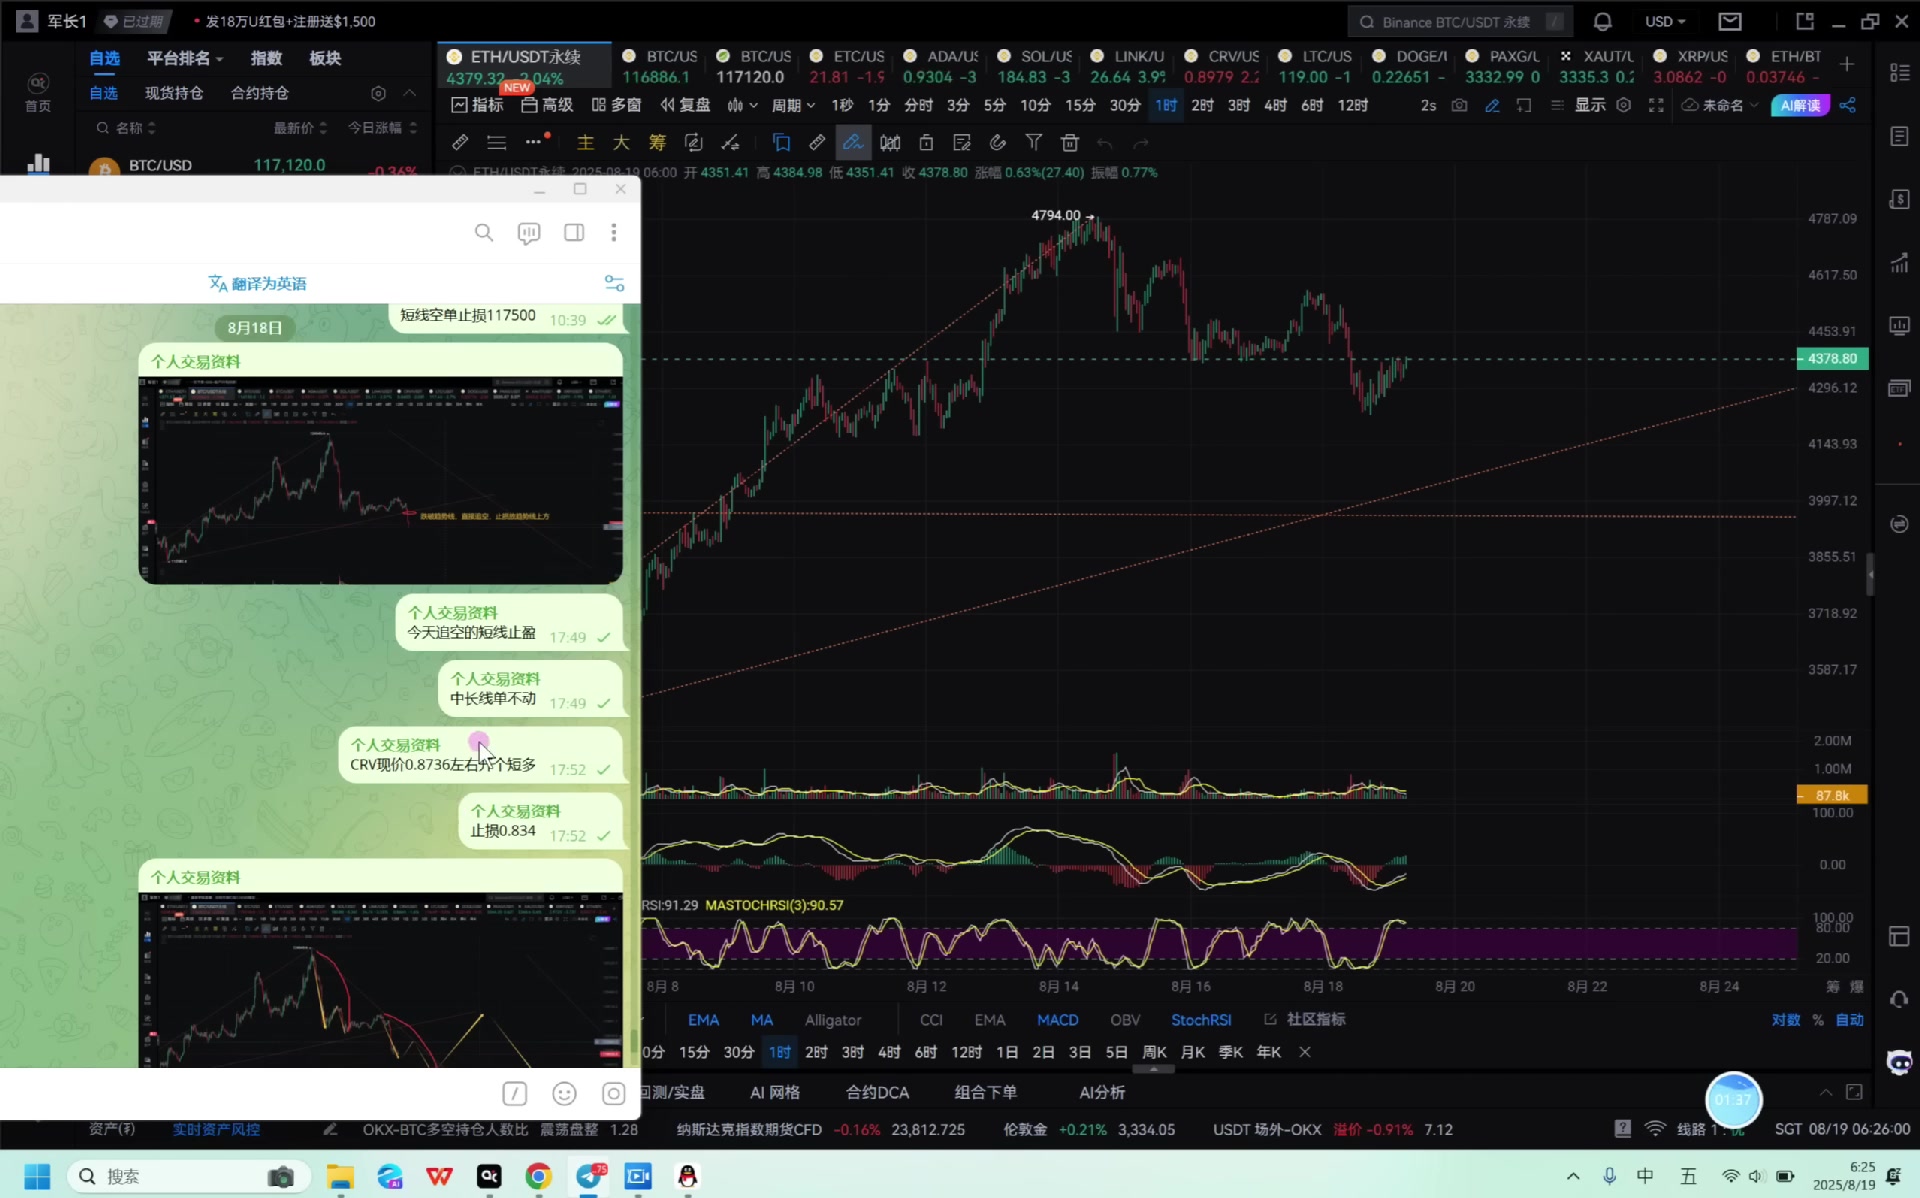 军长1 已过期 • 发18万U红包+注册送$1,500
Binance BTC/USDT 永续 /
USD
首页
自选 平台排名 指数 板块
自选 现货持仓 合约持仓
名称 最新价 今日涨幅
BTC/USD 117,120.0 -0.36%
ETH/USDT永续 BTC/US BTC/US ETC/US ADA/US SOL/US LINK/U CRV/US LTC/US DOGE/I PAXG/L XAUT/L XRP/US ETH/BT
4379.32 -2.04% 116886.1 117120.0 21.81 -1.9 0.9304 -3 184.83 -3 26.64 3.9% 0.8979 2.2 119.00 -1 0.22651 - 3332.99 0 3335.3 0.2 3.0862 -0 0.03746 -
NEW
指标 高级 多窗 复盘 周期 1秒 1分 分时 3分 5分 10分 15分 30分 1时 2时 3时 4时 6时 12时 2s 显示 未命名 AI解读
主 大 筹
ETH/USDT永续 2025-08-19 06:00 开 4351.41 高 4384.98 低 4351.41 收 4378.80 涨幅 0.63%(27.40) 振幅 0.77%
4794.00
4787.09
4617.50
4453.91
4378.80
4296.12
4143.93
3997.12
3855.51
3718.92
3587.17
2.00M
1.00M
87.8k
100.00
0.00
RSI:91.29 MASTOCHRSI(3):90.57
100.00
80.00
20.00
8月 8 8月 10 8月 12 8月 14 8月 16 8月 18 8月 20 8月 22 8月 24 筹 爆
EMA MA Alligator CCI EMA MACD OBV StochRSI 社区指标 对数 % 自动
0分 15分 30分 1时 2时 3时 4时 6时 12时 1日 2日 3日 5日 周K 月K 季K 年K
回测/实盘 AI 网格 合约DCA 组合下单 AI分析
01:37
翻译为英语
短线空单止损117500 10:39
8月18日
个人交易资料
跌破趋势线，直接追空，止损放趋势线上方
个人交易资料
今天追空的短线止盈 17:49
个人交易资料
中长线单不动 17:49
个人交易资料
CRV现价0.8736左右 个短多 17:52
个人交易资料
止损0.834 17:52
个人交易资料
资产(₮) 实时资产风控 OKX-BTC多空持仓人数比 震荡盘整 1.28 纳斯达克指数期货CFD -0.16% 23,812.725 伦敦金 +0.21% 3,334.05 USDT 场外-OKX 溢价 -0.91% 7.12 线路 1 SGT 08/19 06:26:00
搜索
75
中 五
6:25
2025/8/19